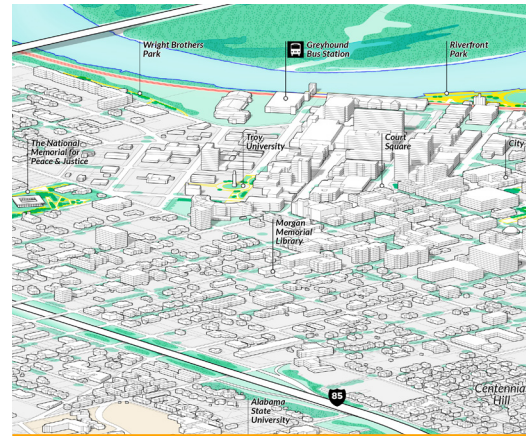 Wright Brothers
Park
Greyhound
Bus Station
Riverfront
Park
The National
Memorial for
Peace & Justice
Troy
University
Court
Square
City
Morgan
Memorial
Library
85
Centennia
Hill
Alabama
State
University